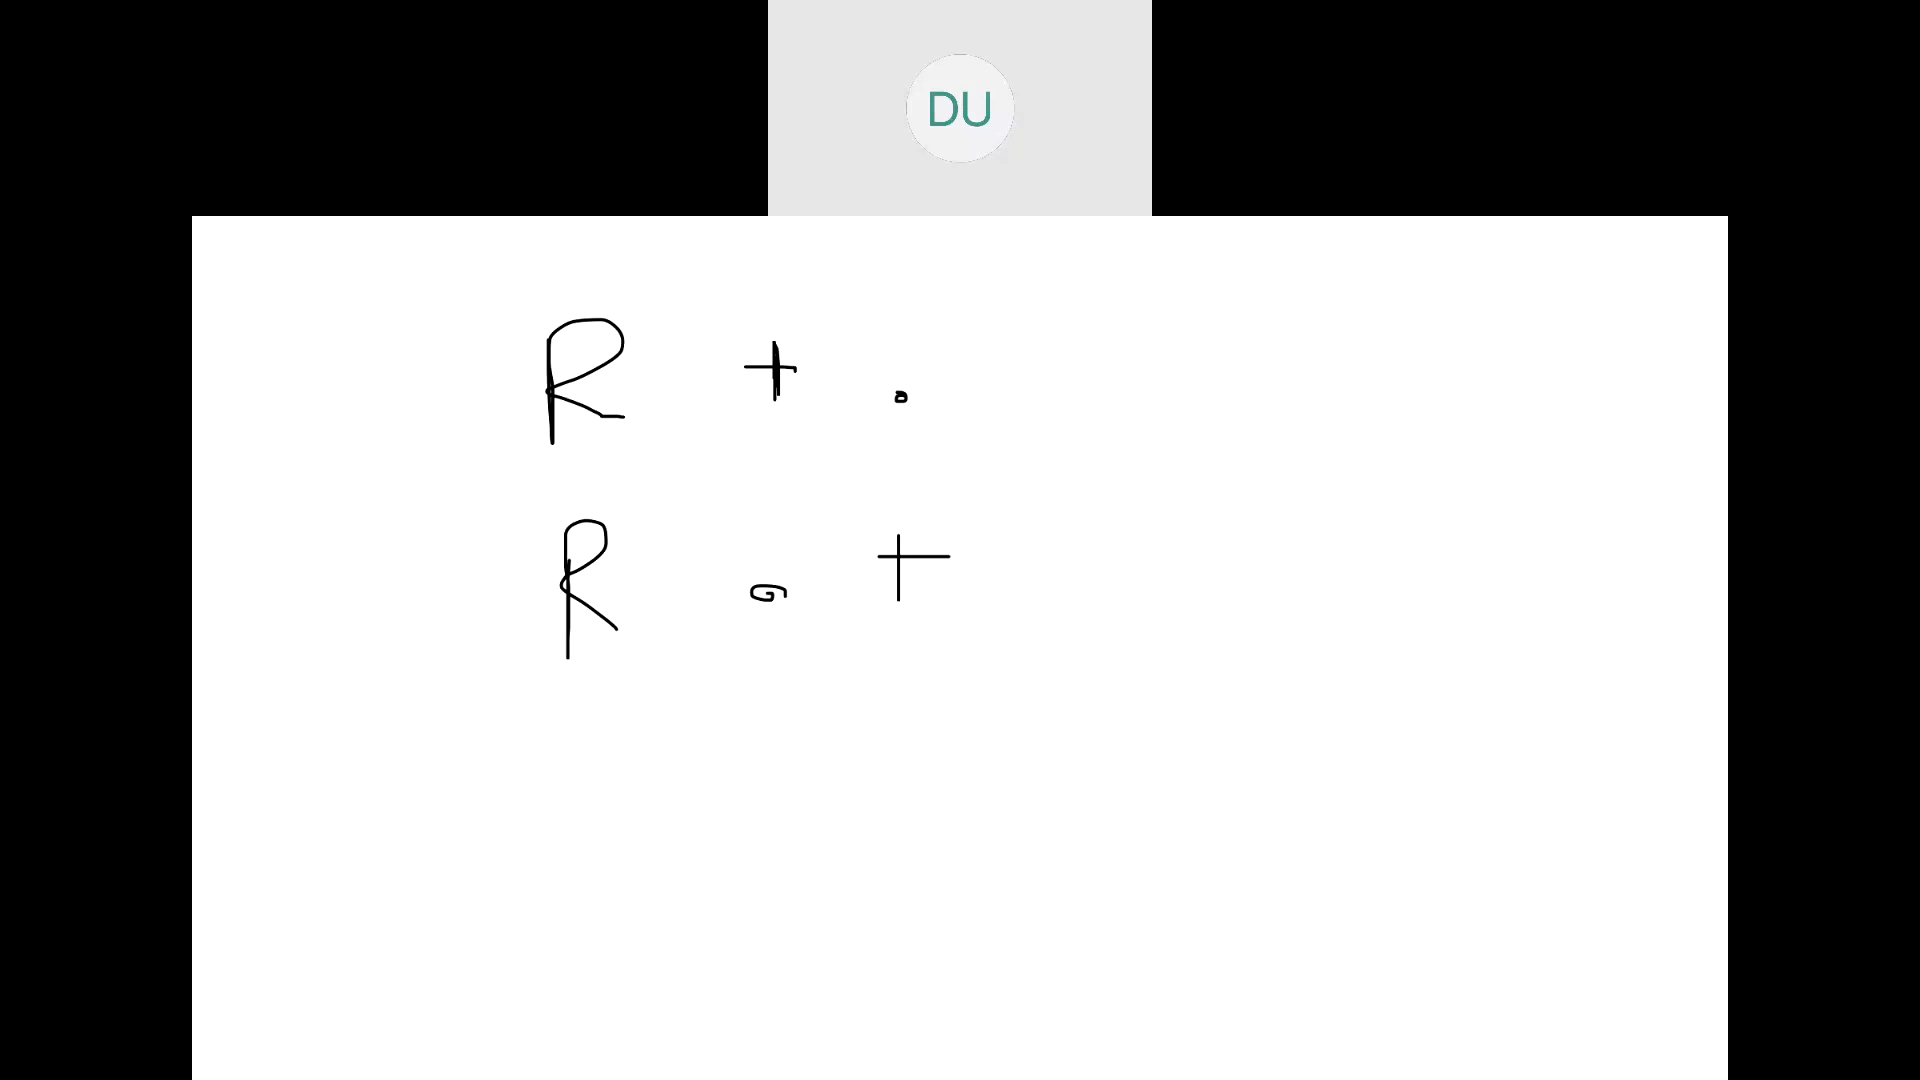 DU
R + .
R . +